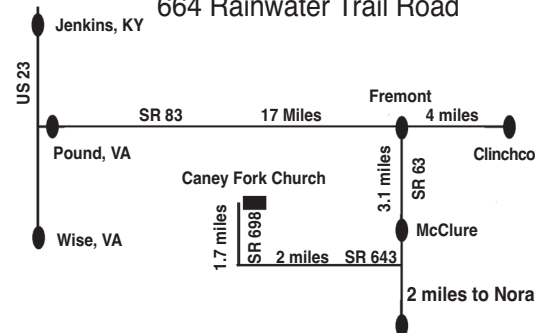 664 Rainwater Trail Road
Jenkins, KY
US 23
Fremont
SR 83
17 Miles
4 miles
Pound, VA
Clinchco
3.1 miles
SR 63
Caney Fork Church
McClure
Wise, VA
1.7 miles
SR 698
2 miles
SR 643
2 miles to Nora